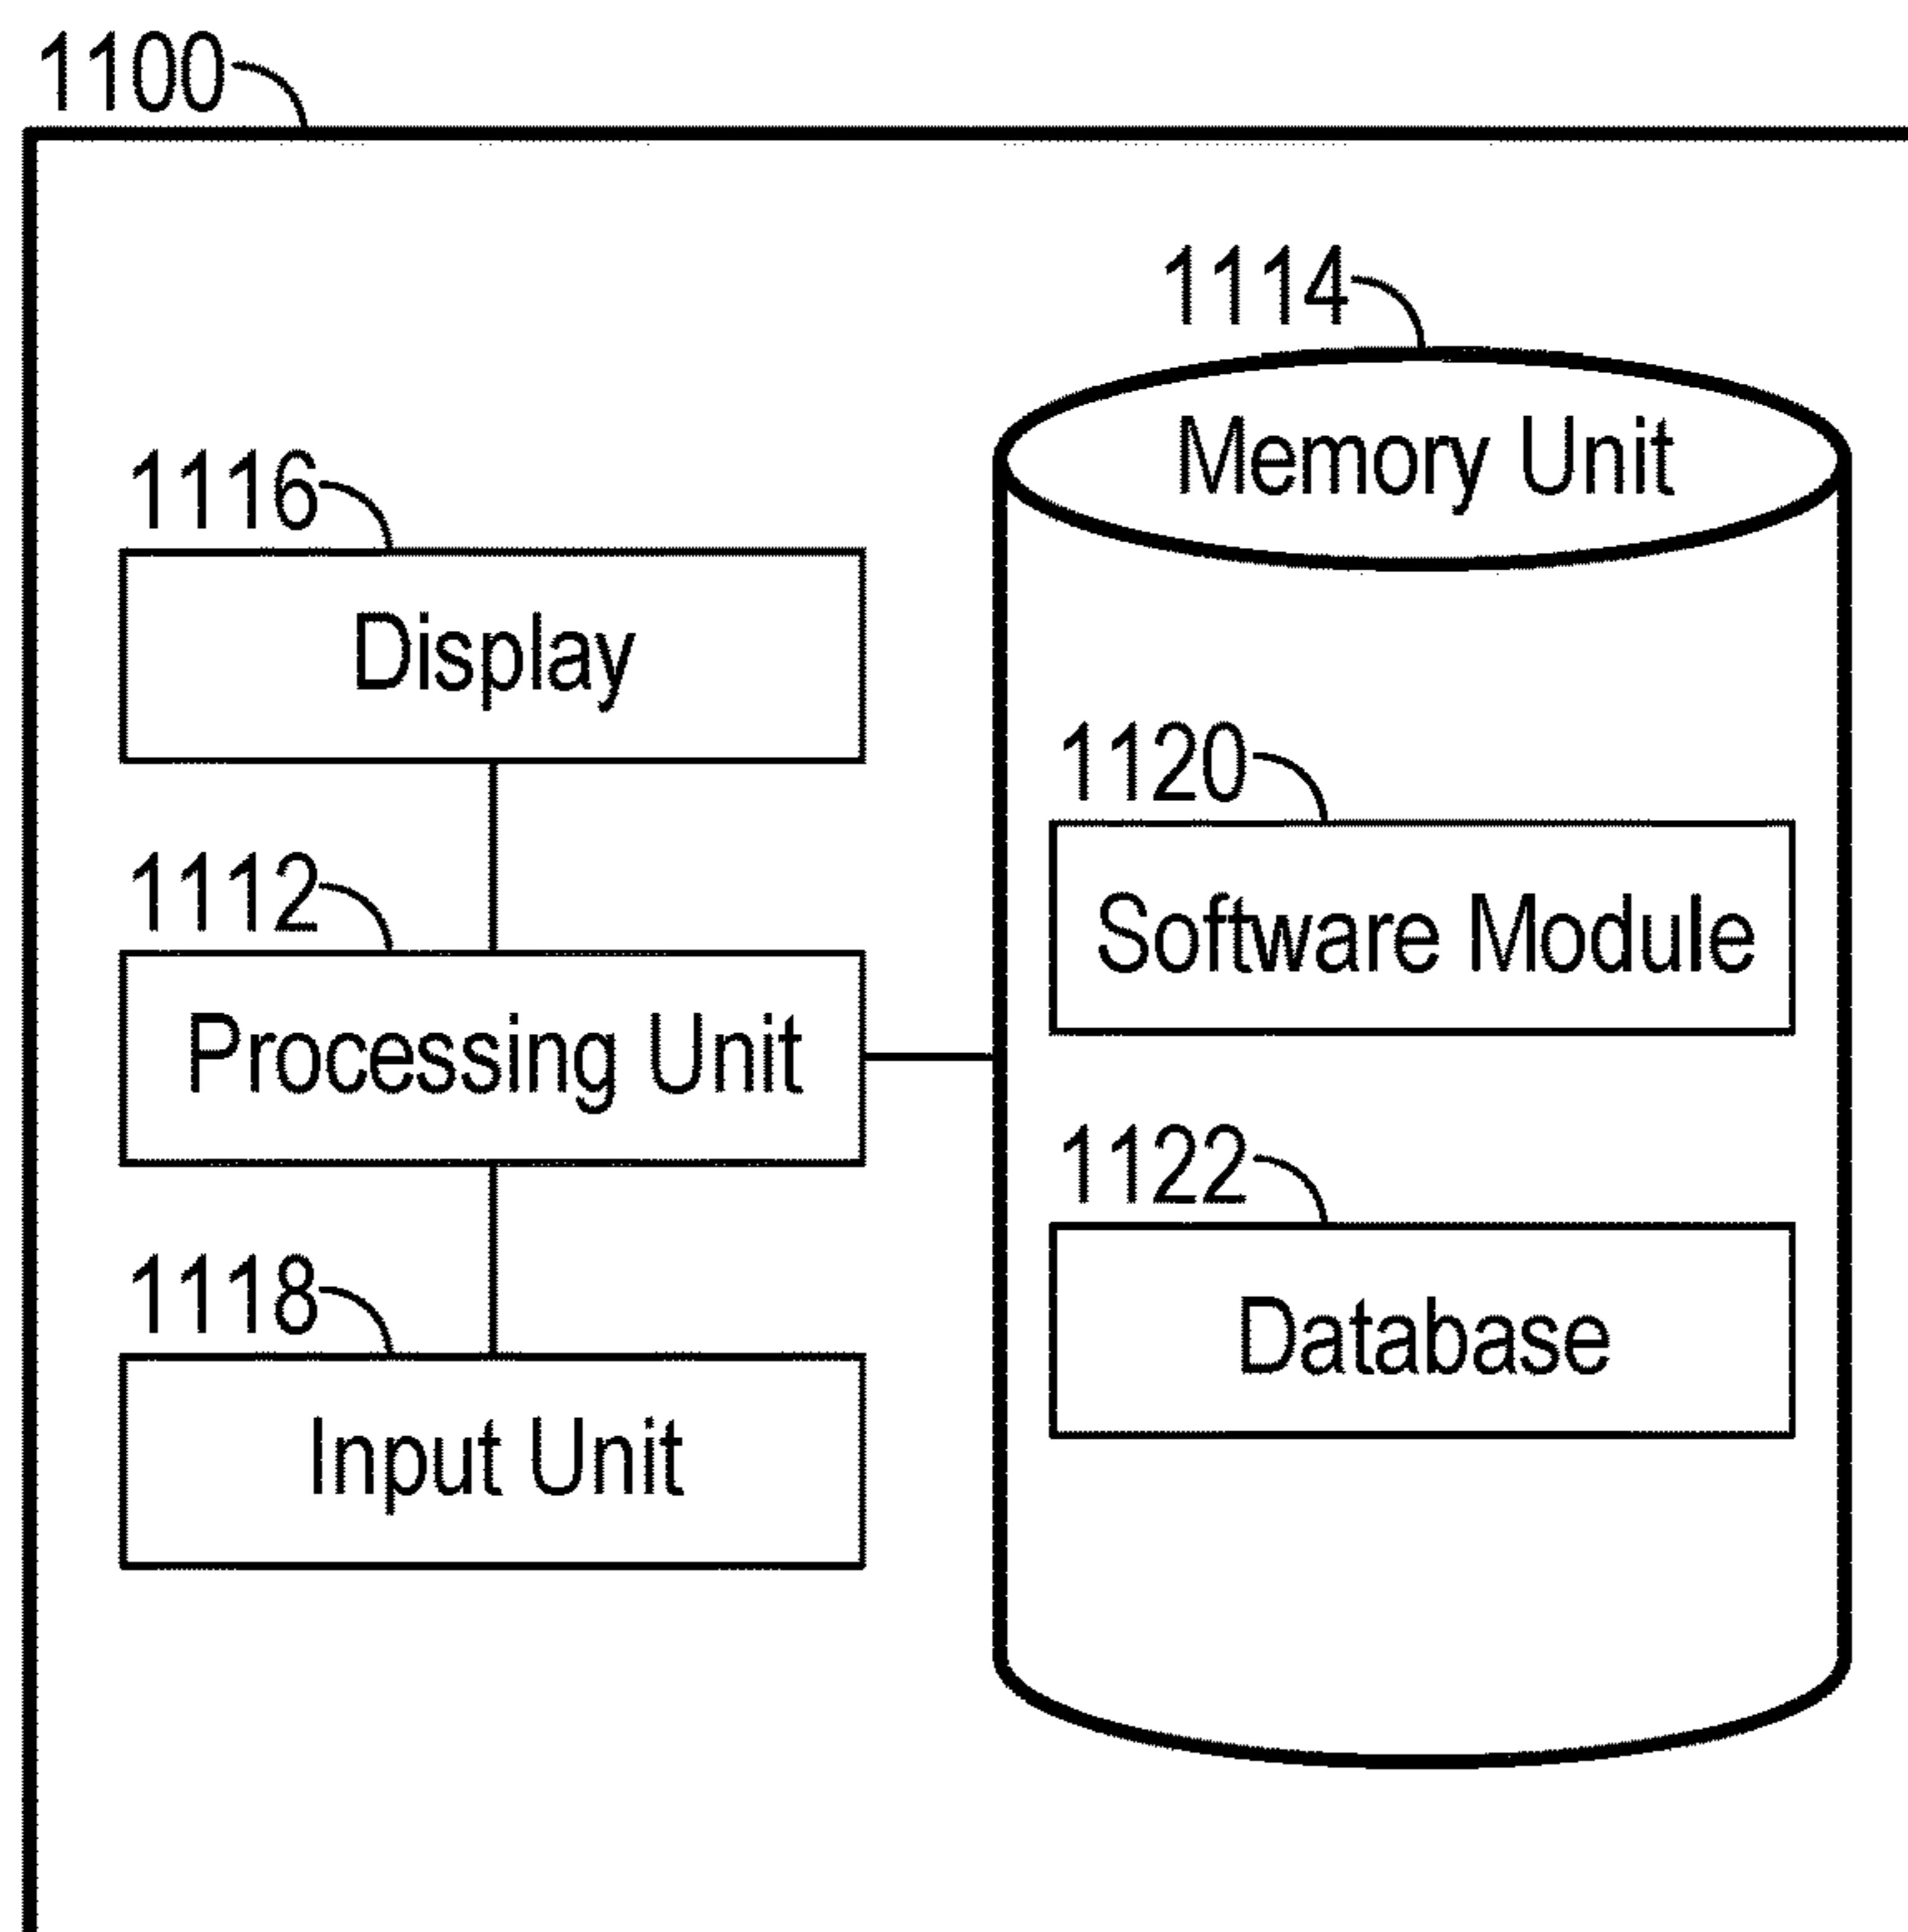 1100
1114
Memory Unit
1116
Display
1120
Software Module
1112
Processing Unit
1122
Database
1118
Input Unit